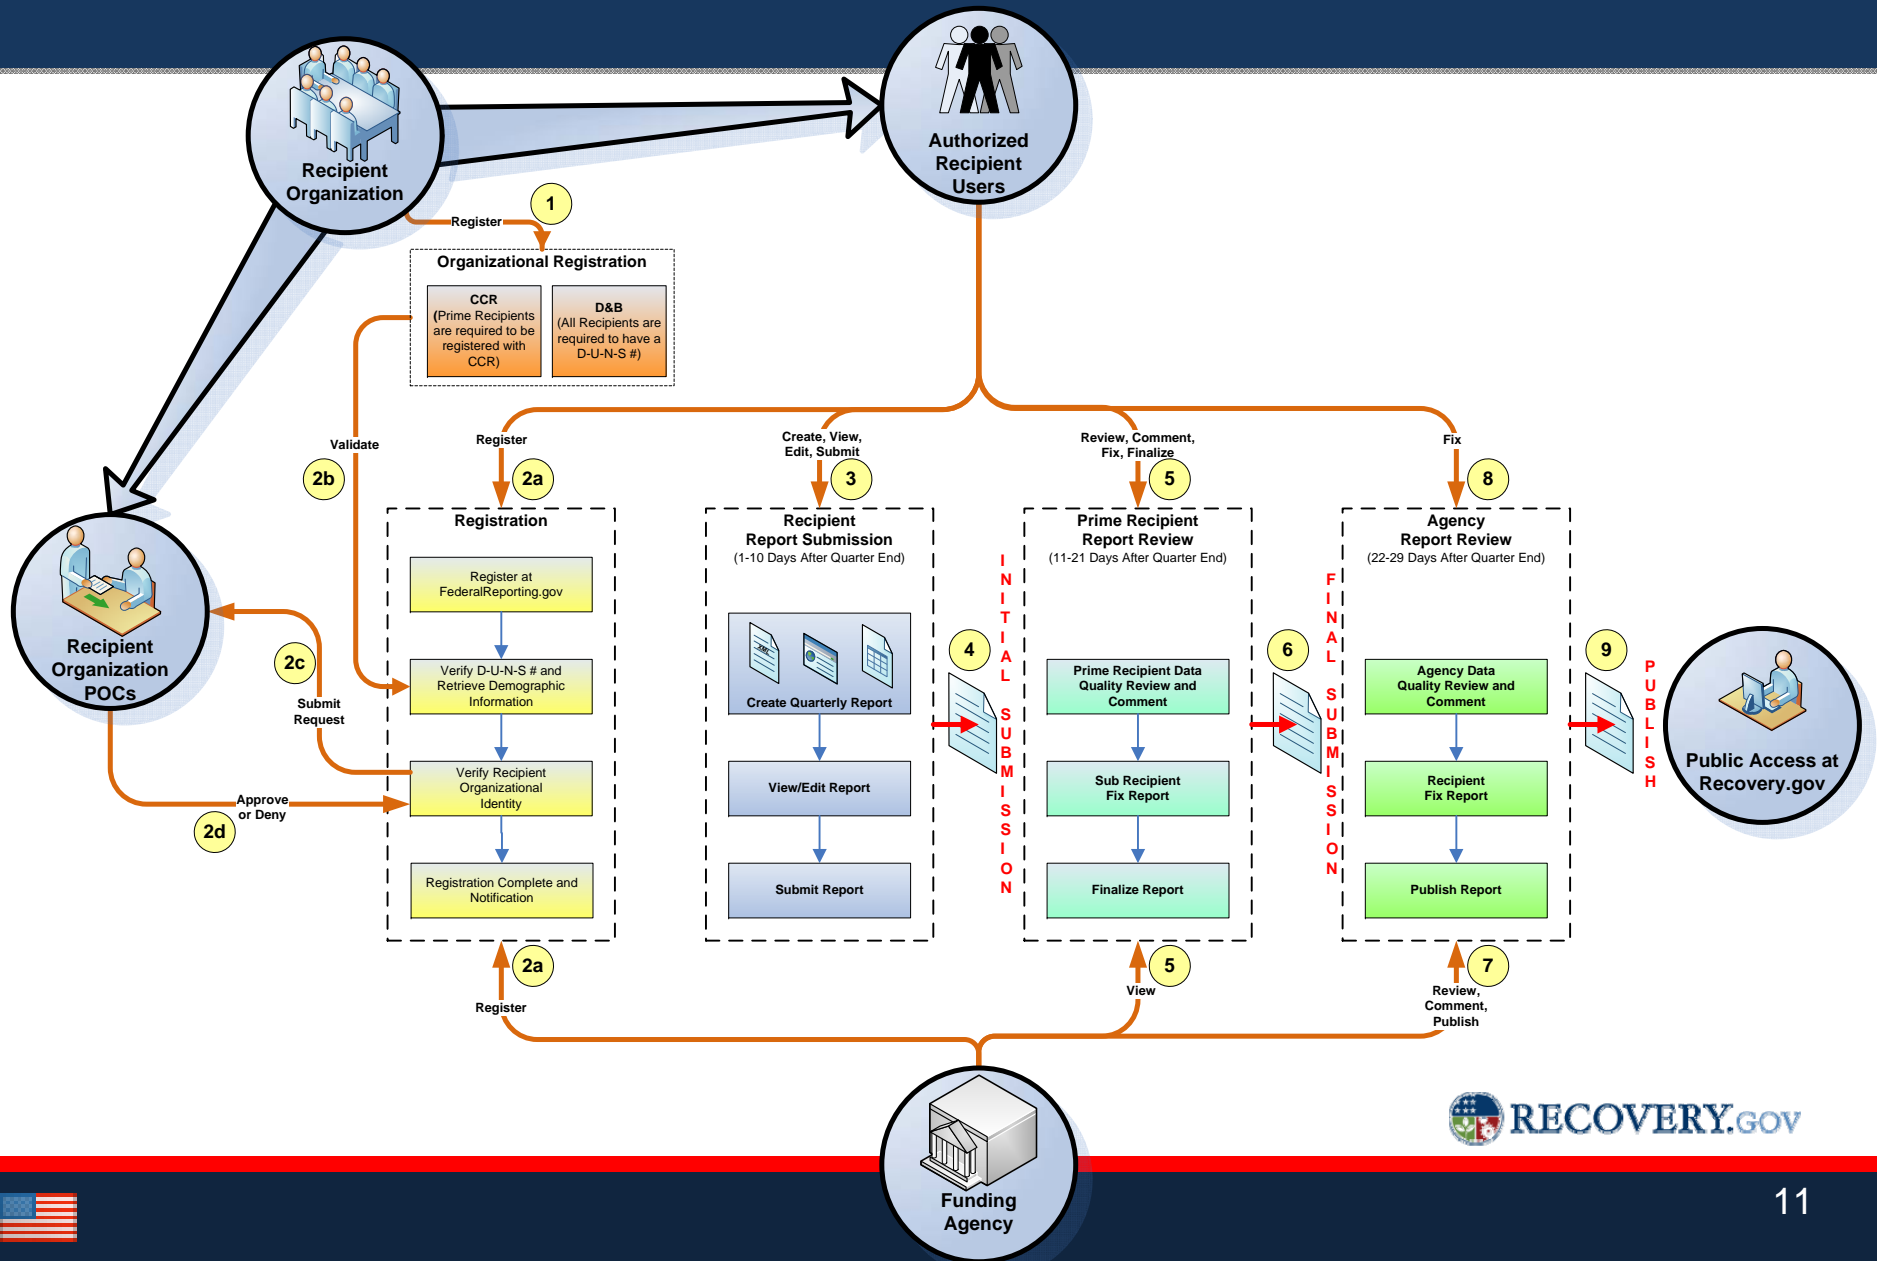 Recipient
Organization
Authorized
Recipient
Users
1
Register
Organizational Registration
CCR
(Prime Recipients
are required to be
registered with
CCR)
D&B
(All Recipients are
required to have a
D-U-N-S #)
Validate
2b
Register
2a
Create, View,
Edit, Submit
3
Review, Comment,
Fix, Finalize
5
Fix
8
Recipient
Organization
POCs
2c
Submit
Request
Approve
or Deny
2d
Registration
Register at
FederalReporting.gov
Verify D-U-N-S # and
Retrieve Demographic
Information
Verify Recipient
Organizational
Identity
Registration Complete and
Notification
2a
Register
Recipient
Report Submission
(1-10 Days After Quarter End)
XML
Create Quarterly Report
View/Edit Report
Submit Report
4
INITIAL SUBMISSION
Prime Recipient
Report Review
(11-21 Days After Quarter End)
Prime Recipient Data
Quality Review and
Comment
Sub Recipient
Fix Report
Finalize Report
5
View
6
FINAL SUBMISSION
Agency
Report Review
(22-29 Days After Quarter End)
Agency Data
Quality Review and
Comment
Recipient
Fix Report
Publish Report
7
Review,
Comment,
Publish
9
PUBLISH
Public Access at
Recovery.gov
Funding
Agency
RECOVERY.GOV
11